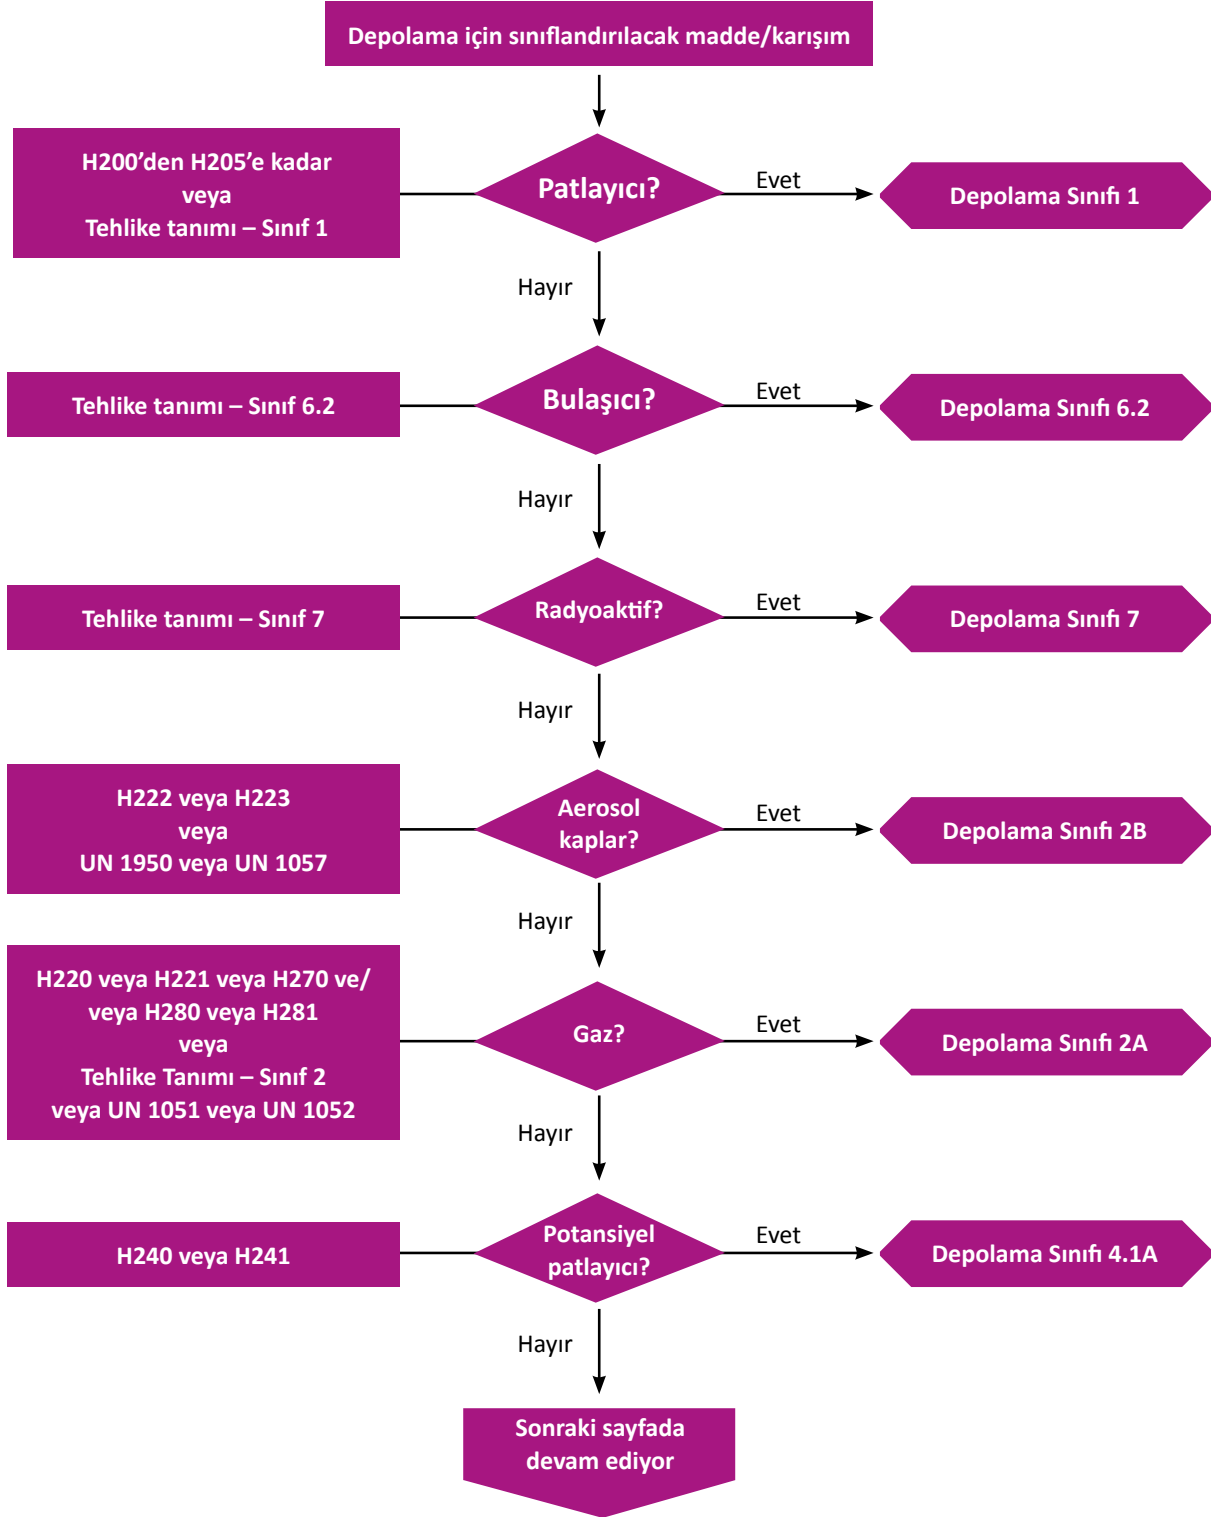 Depolama için sınıflandırılacak madde/karışım
H200’den H205’e kadar
veya
Tehlike tanımı – Sınıf 1
Patlayıcı?
Evet
Depolama Sınıfı 1
Hayır
Tehlike tanımı – Sınıf 6.2
Bulaşıcı?
Evet
Depolama Sınıfı 6.2
Hayır
Tehlike tanımı – Sınıf 7
Radyoaktif?
Evet
Depolama Sınıfı 7
Hayır
H222 veya H223
veya
UN 1950 veya UN 1057
Aerosol
kaplar?
Evet
Depolama Sınıfı 2B
Hayır
H220 veya H221 veya H270 ve/
veya H280 veya H281
veya
Tehlike Tanımı – Sınıf 2
veya UN 1051 veya UN 1052
Gaz?
Evet
Depolama Sınıfı 2A
Hayır
H240 veya H241
Potansiyel
patlayıcı?
Evet
Depolama Sınıfı 4.1A
Hayır
Sonraki sayfada
devam ediyor